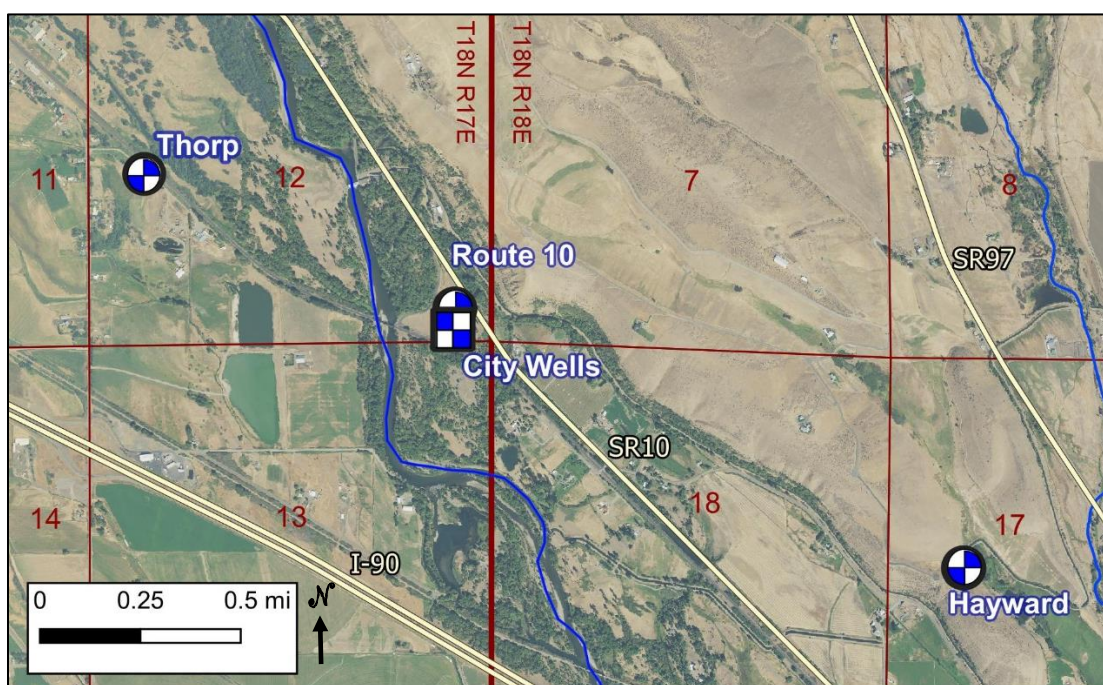 T18N R17E
T18N R18E
Thorp
11
12
7
8
Route 10
SR97
City Wells
SR10
14
13
18
17
I-90
Hayward
0 0.25 0.5 mi
N